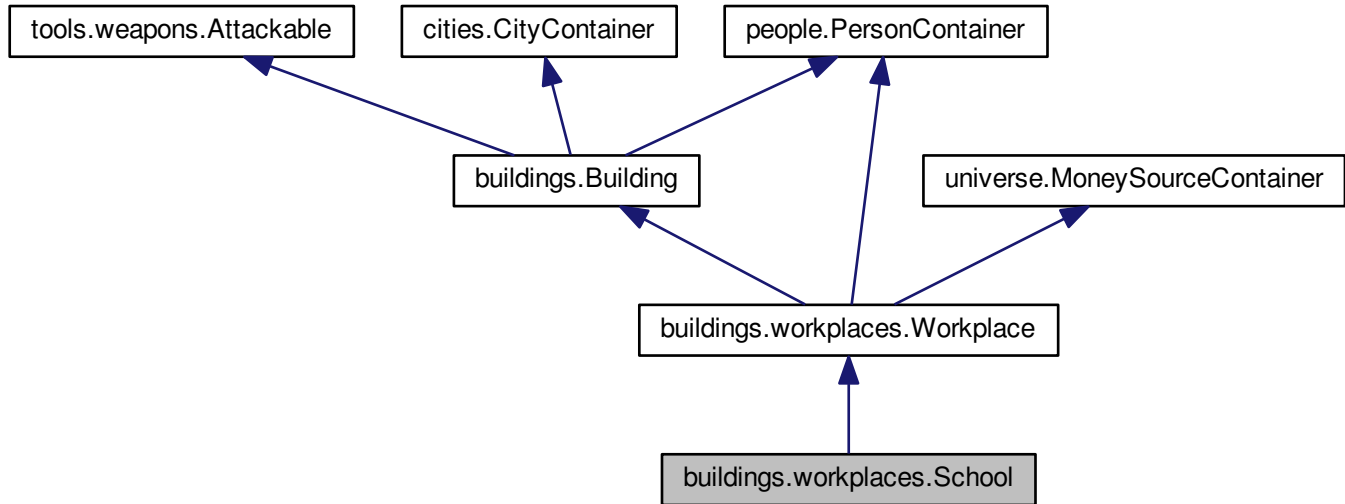 tools.weapons.Attackable
cities.CityContainer
people.PersonContainer
buildings.Building
universe.MoneySourceContainer
buildings.workplaces.Workplace
buildings.workplaces.School